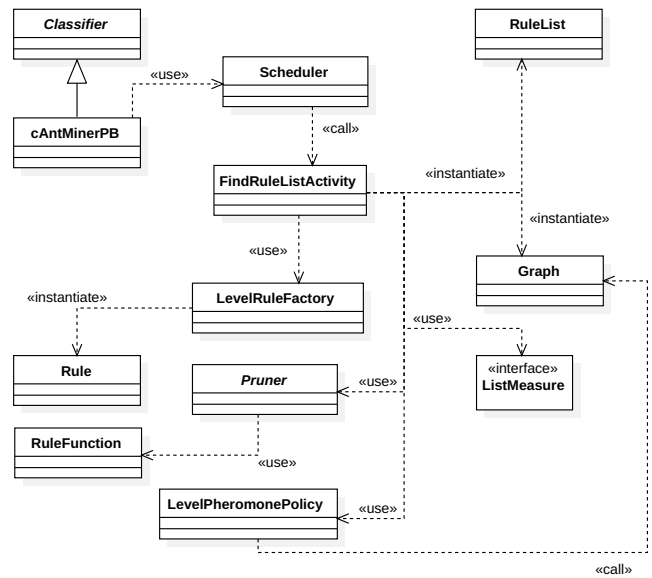 Classifier
RuleList
«use»
Scheduler
cAntMinerPB
«call»
FindRuleListActivity
«instantiate»
«instantiate»
«use»
Graph
LevelRuleFactory
«instantiate»
«use»
«interface»
ListMeasure
Rule
Pruner
«use»
RuleFunction
«use»
LevelPheromonePolicy
«use»
«call»